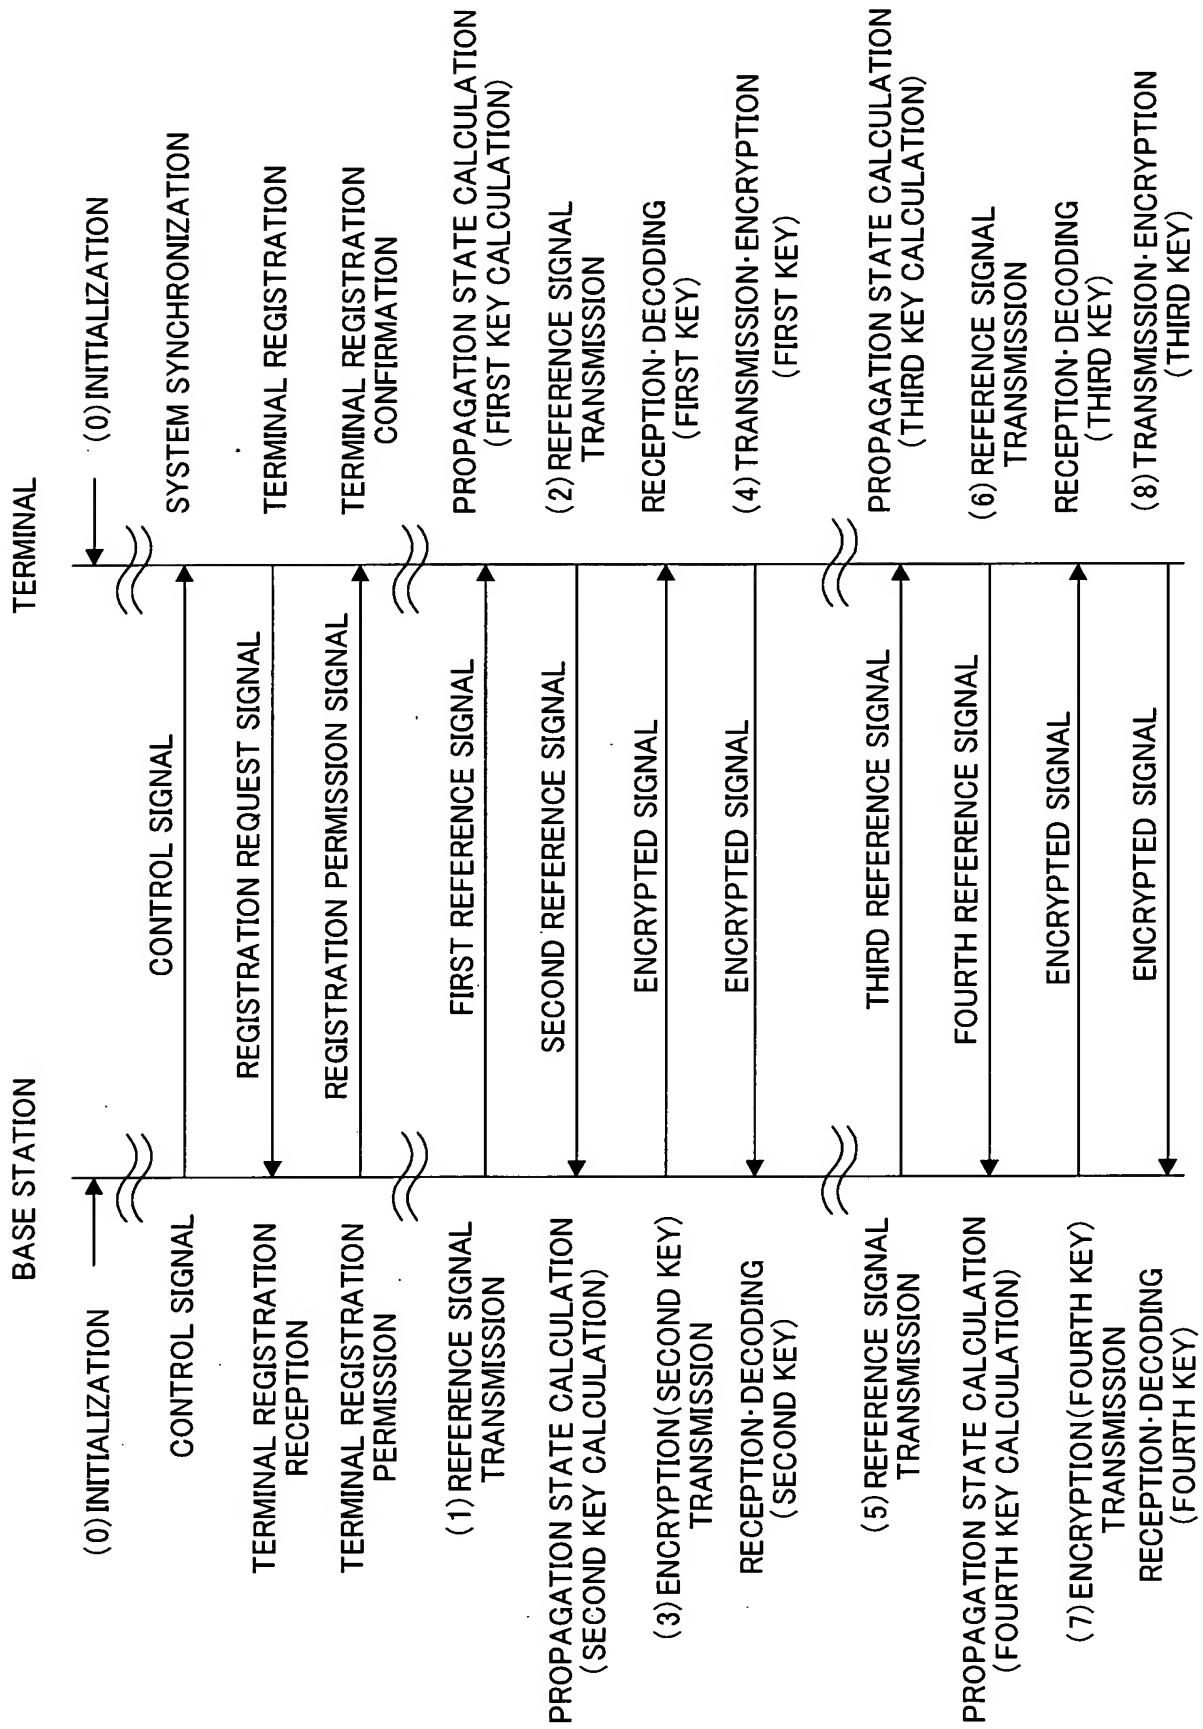 BASE STATION
TERMINAL
(0) INITIALIZATION
(0) INITIALIZATION
CONTROL SIGNAL
CONTROL SIGNAL
SYSTEM SYNCHRONIZATION
TERMINAL REGISTRATION
RECEPTION
REGISTRATION REQUEST SIGNAL
TERMINAL REGISTRATION
TERMINAL REGISTRATION
PERMISSION
REGISTRATION PERMISSION SIGNAL
TERMINAL REGISTRATION
CONFIRMATION
(1) REFERENCE SIGNAL
TRANSMISSION
FIRST REFERENCE SIGNAL
PROPAGATION STATE CALCULATION
(FIRST KEY CALCULATION)
PROPAGATION STATE CALCULATION
(SECOND KEY CALCULATION)
SECOND REFERENCE SIGNAL
(2) REFERENCE SIGNAL
TRANSMISSION
(3) ENCRYPTION(SECOND KEY)
TRANSMISSION
ENCRYPTED SIGNAL
RECEPTION·DECODING
(FIRST KEY)
RECEPTION·DECODING
(SECOND KEY)
ENCRYPTED SIGNAL
(4) TRANSMISSION·ENCRYPTION
(FIRST KEY)
(5) REFERENCE SIGNAL
TRANSMISSION
THIRD REFERENCE SIGNAL
PROPAGATION STATE CALCULATION
(THIRD KEY CALCULATION)
PROPAGATION STATE CALCULATION
(FOURTH KEY CALCULATION)
FOURTH REFERENCE SIGNAL
(6) REFERENCE SIGNAL
TRANSMISSION
(7) ENCRYPTION(FOURTH KEY)
TRANSMISSION
ENCRYPTED SIGNAL
RECEPTION·DECODING
(THIRD KEY)
RECEPTION·DECODING
(FOURTH KEY)
ENCRYPTED SIGNAL
(8) TRANSMISSION·ENCRYPTION
(THIRD KEY)